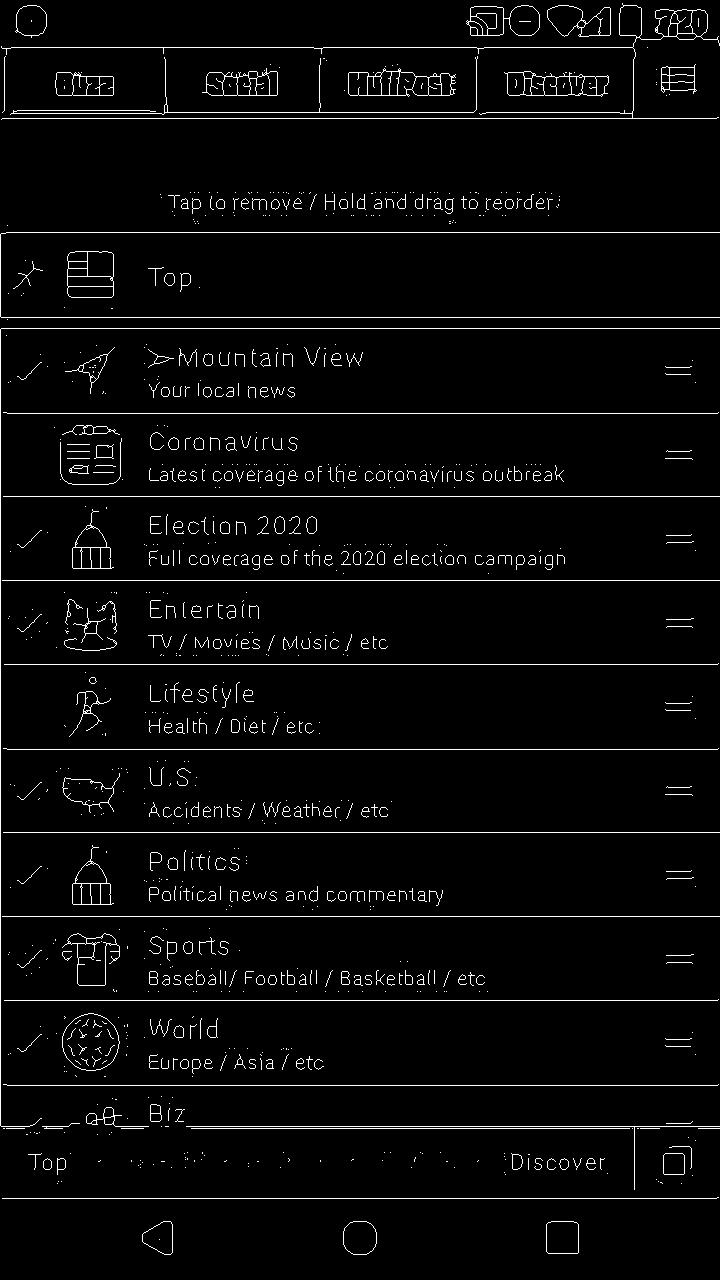 7:20
Buzz Social HuffPost Discover
Tap to remove / Hold and drag to reorder
Top
Mountain View
Your local news
Coronavirus
Latest coverage of the coronavirus outbreak
Election 2020
Full coverage of the 2020 election campaign
Entertain
TV / Movies / Music / etc
Lifestyle
Health / Diet / etc
U.S.
Accidents / Weather / etc
Politics
Political news and commentary
Sports
Baseball/ Football / Basketball / etc
World
Europe / Asia / etc
Biz
Top Discover